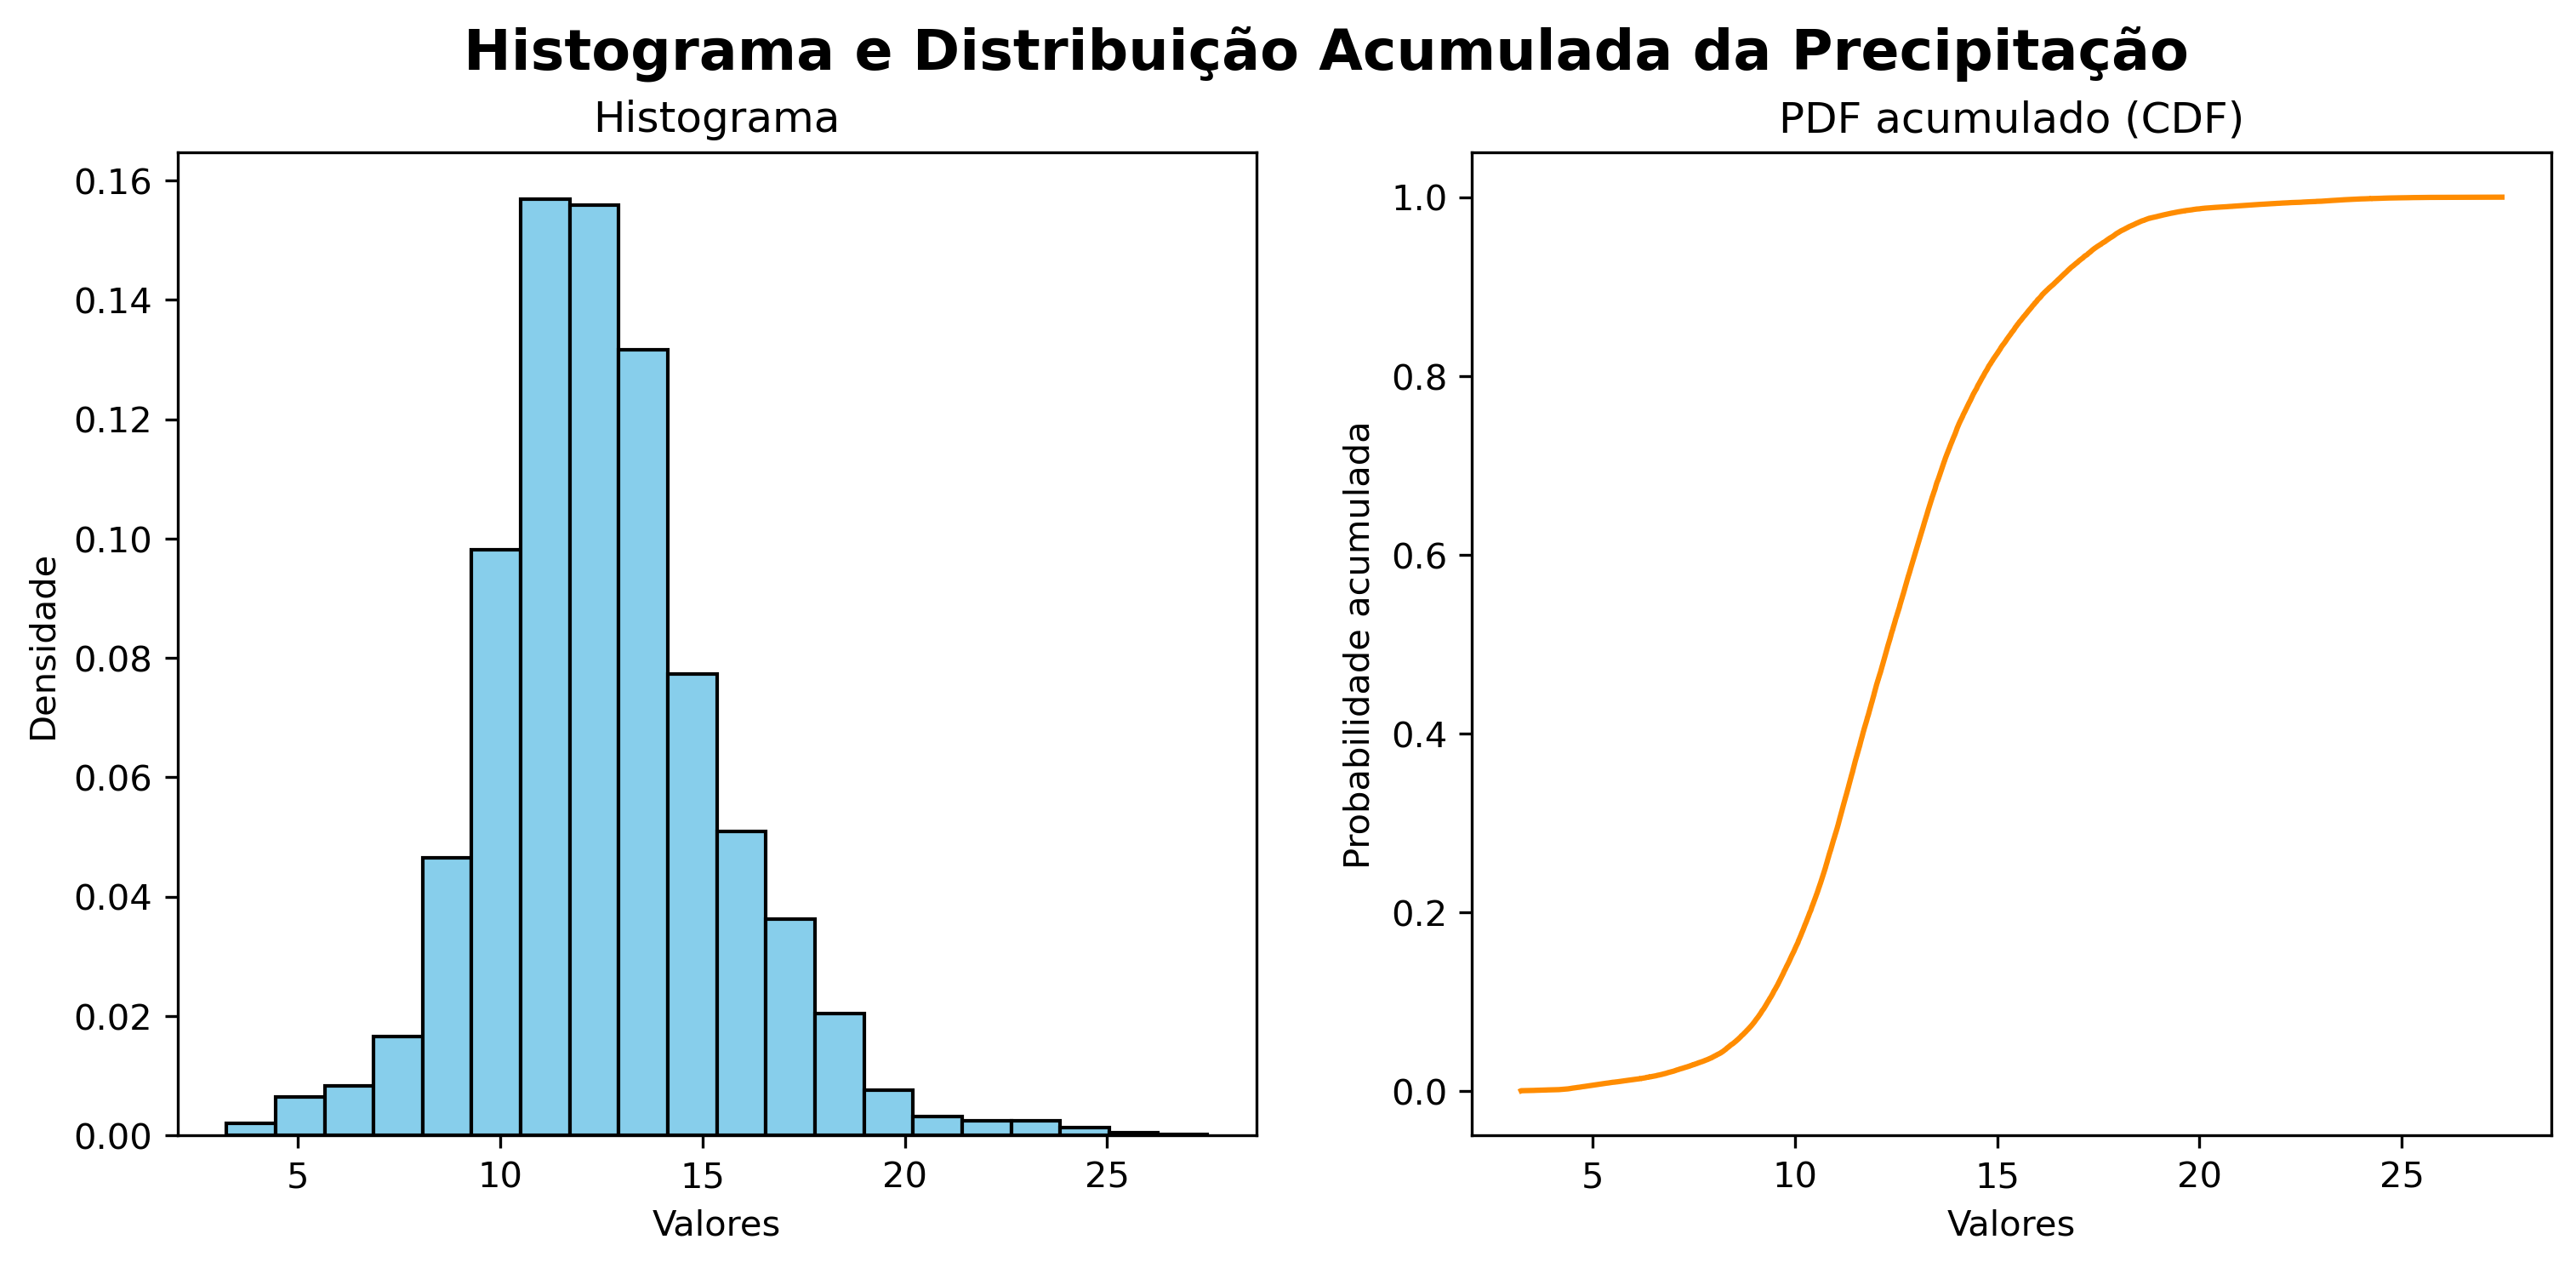 Histograma e Distribuição Acumulada da Precipitação
Histograma
0.16
0.14
0.12
0.10
0.08
0.06
0.04
0.02
0.00
Densidade
5 10 15 20 25
Valores
PDF acumulado (CDF)
1.0
0.8
0.6
0.4
0.2
0.0
Probabilidade acumulada
5 10 15 20 25
Valores